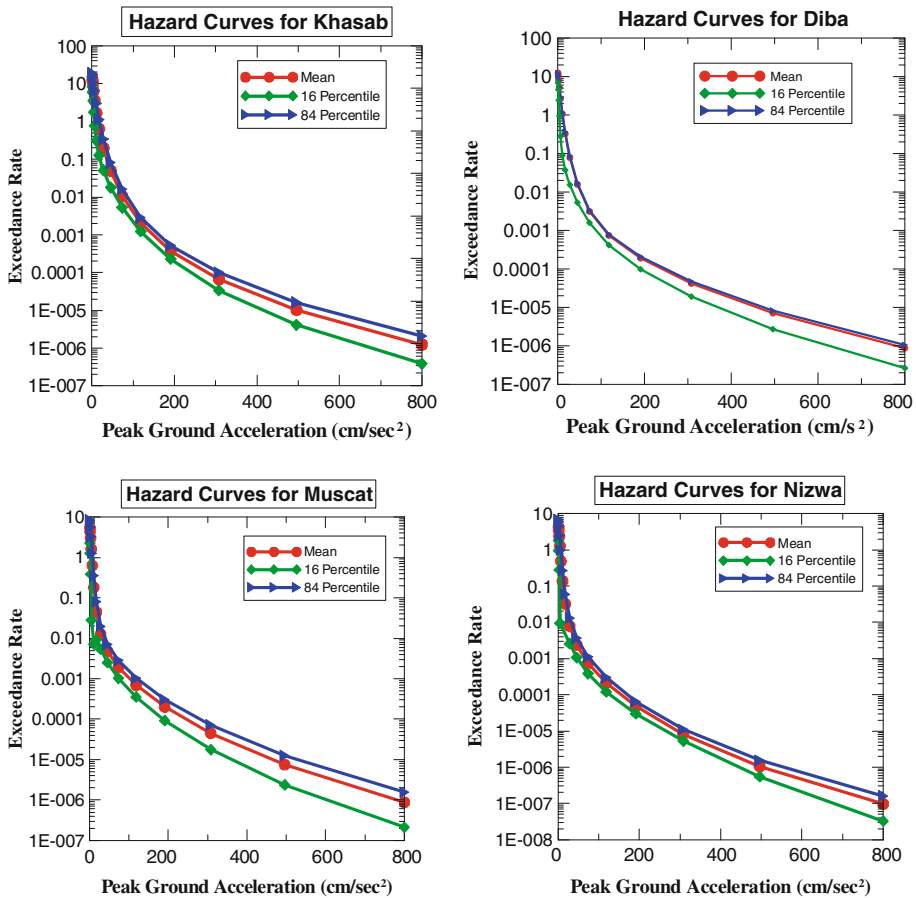 Hazard Curves for Khasab
100
10
1
0.1
0.01
0.001
0.0001
1E-005
1E-006
1E-007
Exceedance Rate
Mean
16 Percentile
84 Percentile
0 200 400 600 800
Peak Ground Acceleration (cm/sec²)
Hazard Curves for Diba
100
10
1
0.1
0.01
0.001
0.0001
1E-005
1E-006
1E-007
Exceedance Rate
Mean
16 Percentile
84 Percentile
0 200 400 600 800
Peak Ground Acceleration (cm/s²)
Hazard Curves for Muscat
10
1
0.1
0.01
0.001
0.0001
1E-005
1E-006
1E-007
Exceedance Rate
Mean
16 Percentile
84 Percentile
0 200 400 600 800
Peak Ground Acceleration (cm/sec²)
Hazard Curves for Nizwa
10
1
0.1
0.01
0.001
0.0001
1E-005
1E-006
1E-007
1E-008
Exceedance Rate
Mean
16 Percentile
84 Percentile
0 200 400 600 800
Peak Ground Acceleration (cm/sec²)